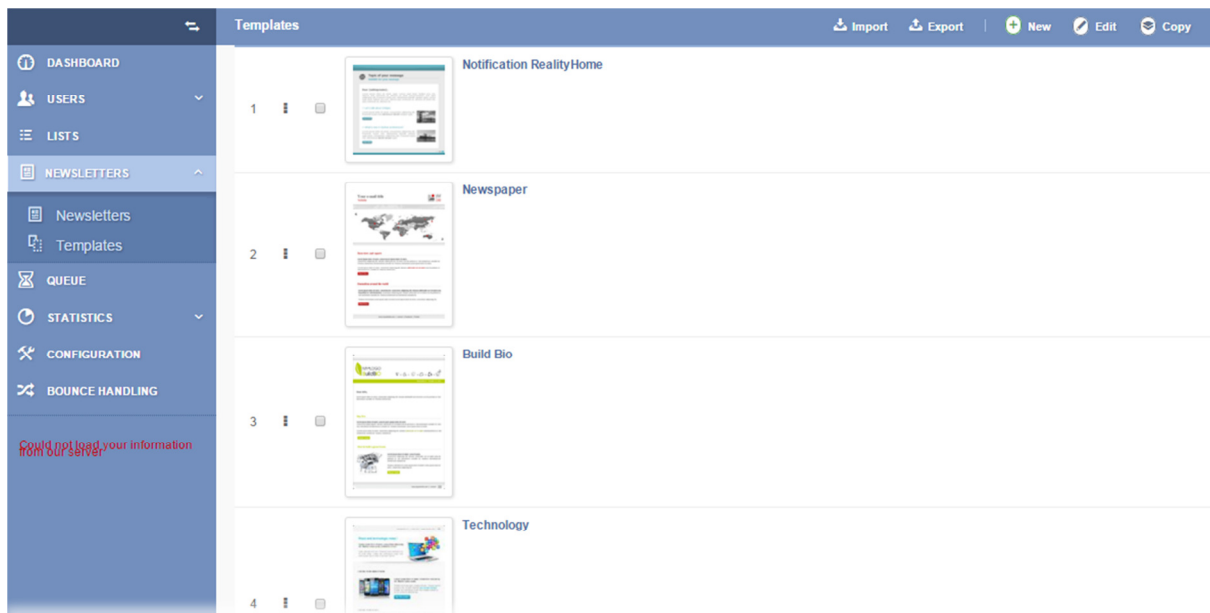 Templates
Import
Export
New
Edit
Copy
DASHBOARD
USERS
LISTS
NEWSLETTERS
Newsletters
Templates
QUEUE
STATISTICS
CONFIGURATION
BOUNCE HANDLING
Could not load your information
from our server
1
Notification RealityHome
2
Newspaper
3
Build Bio
4
Technology